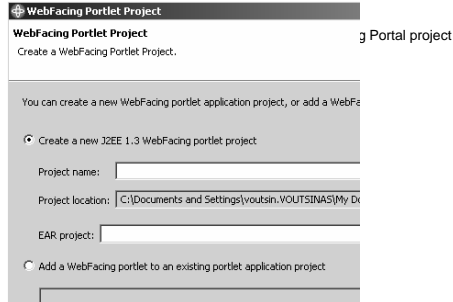 WebFacing Portlet Project
WebFacing Portlet Project
g Portal project
Create a WebFacing Portlet Project.
You can create a new WebFacing portlet application project, or add a WebFa
Create a new J2EE 1.3 WebFacing portlet project
Project name:
Project location: C:\Documents and Settings\voutsin.VOUTSINAS\My Do
EAR project:
Add a WebFacing portlet to an existing portlet application project